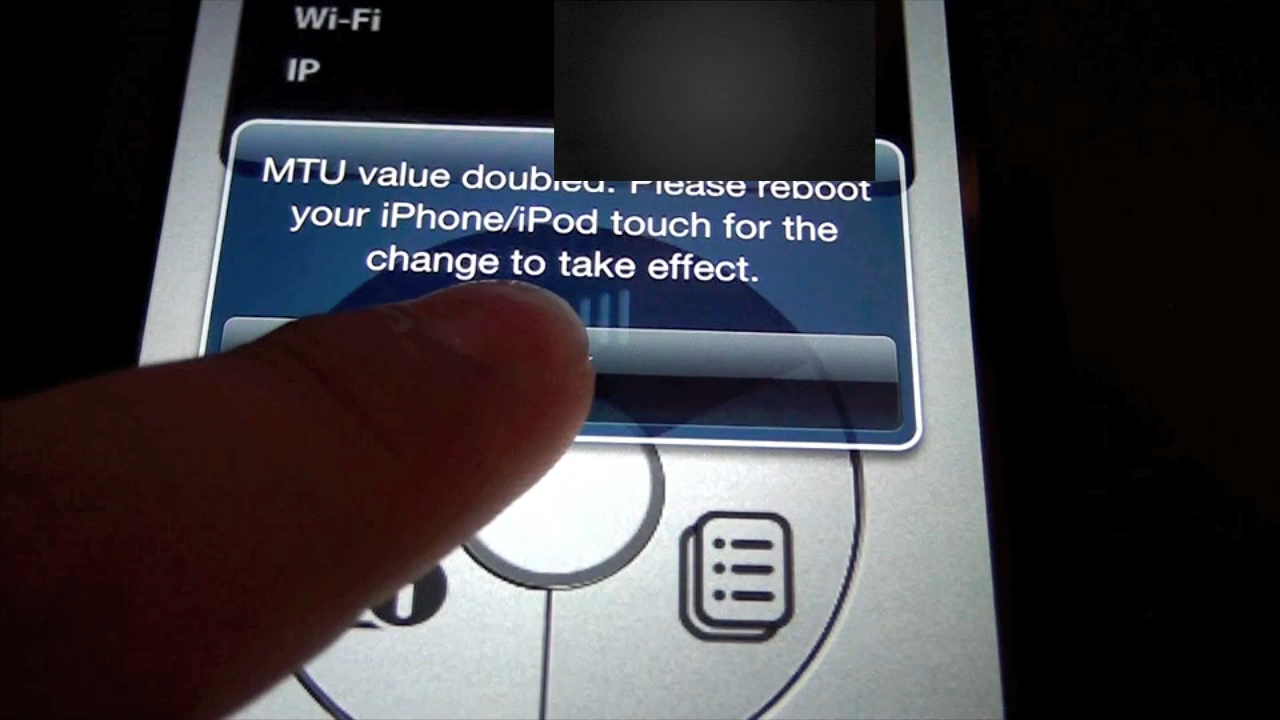 Wi-Fi
IP
MTU value doubled. Please reboot
your iPhone/iPod touch for the
change to take effect.